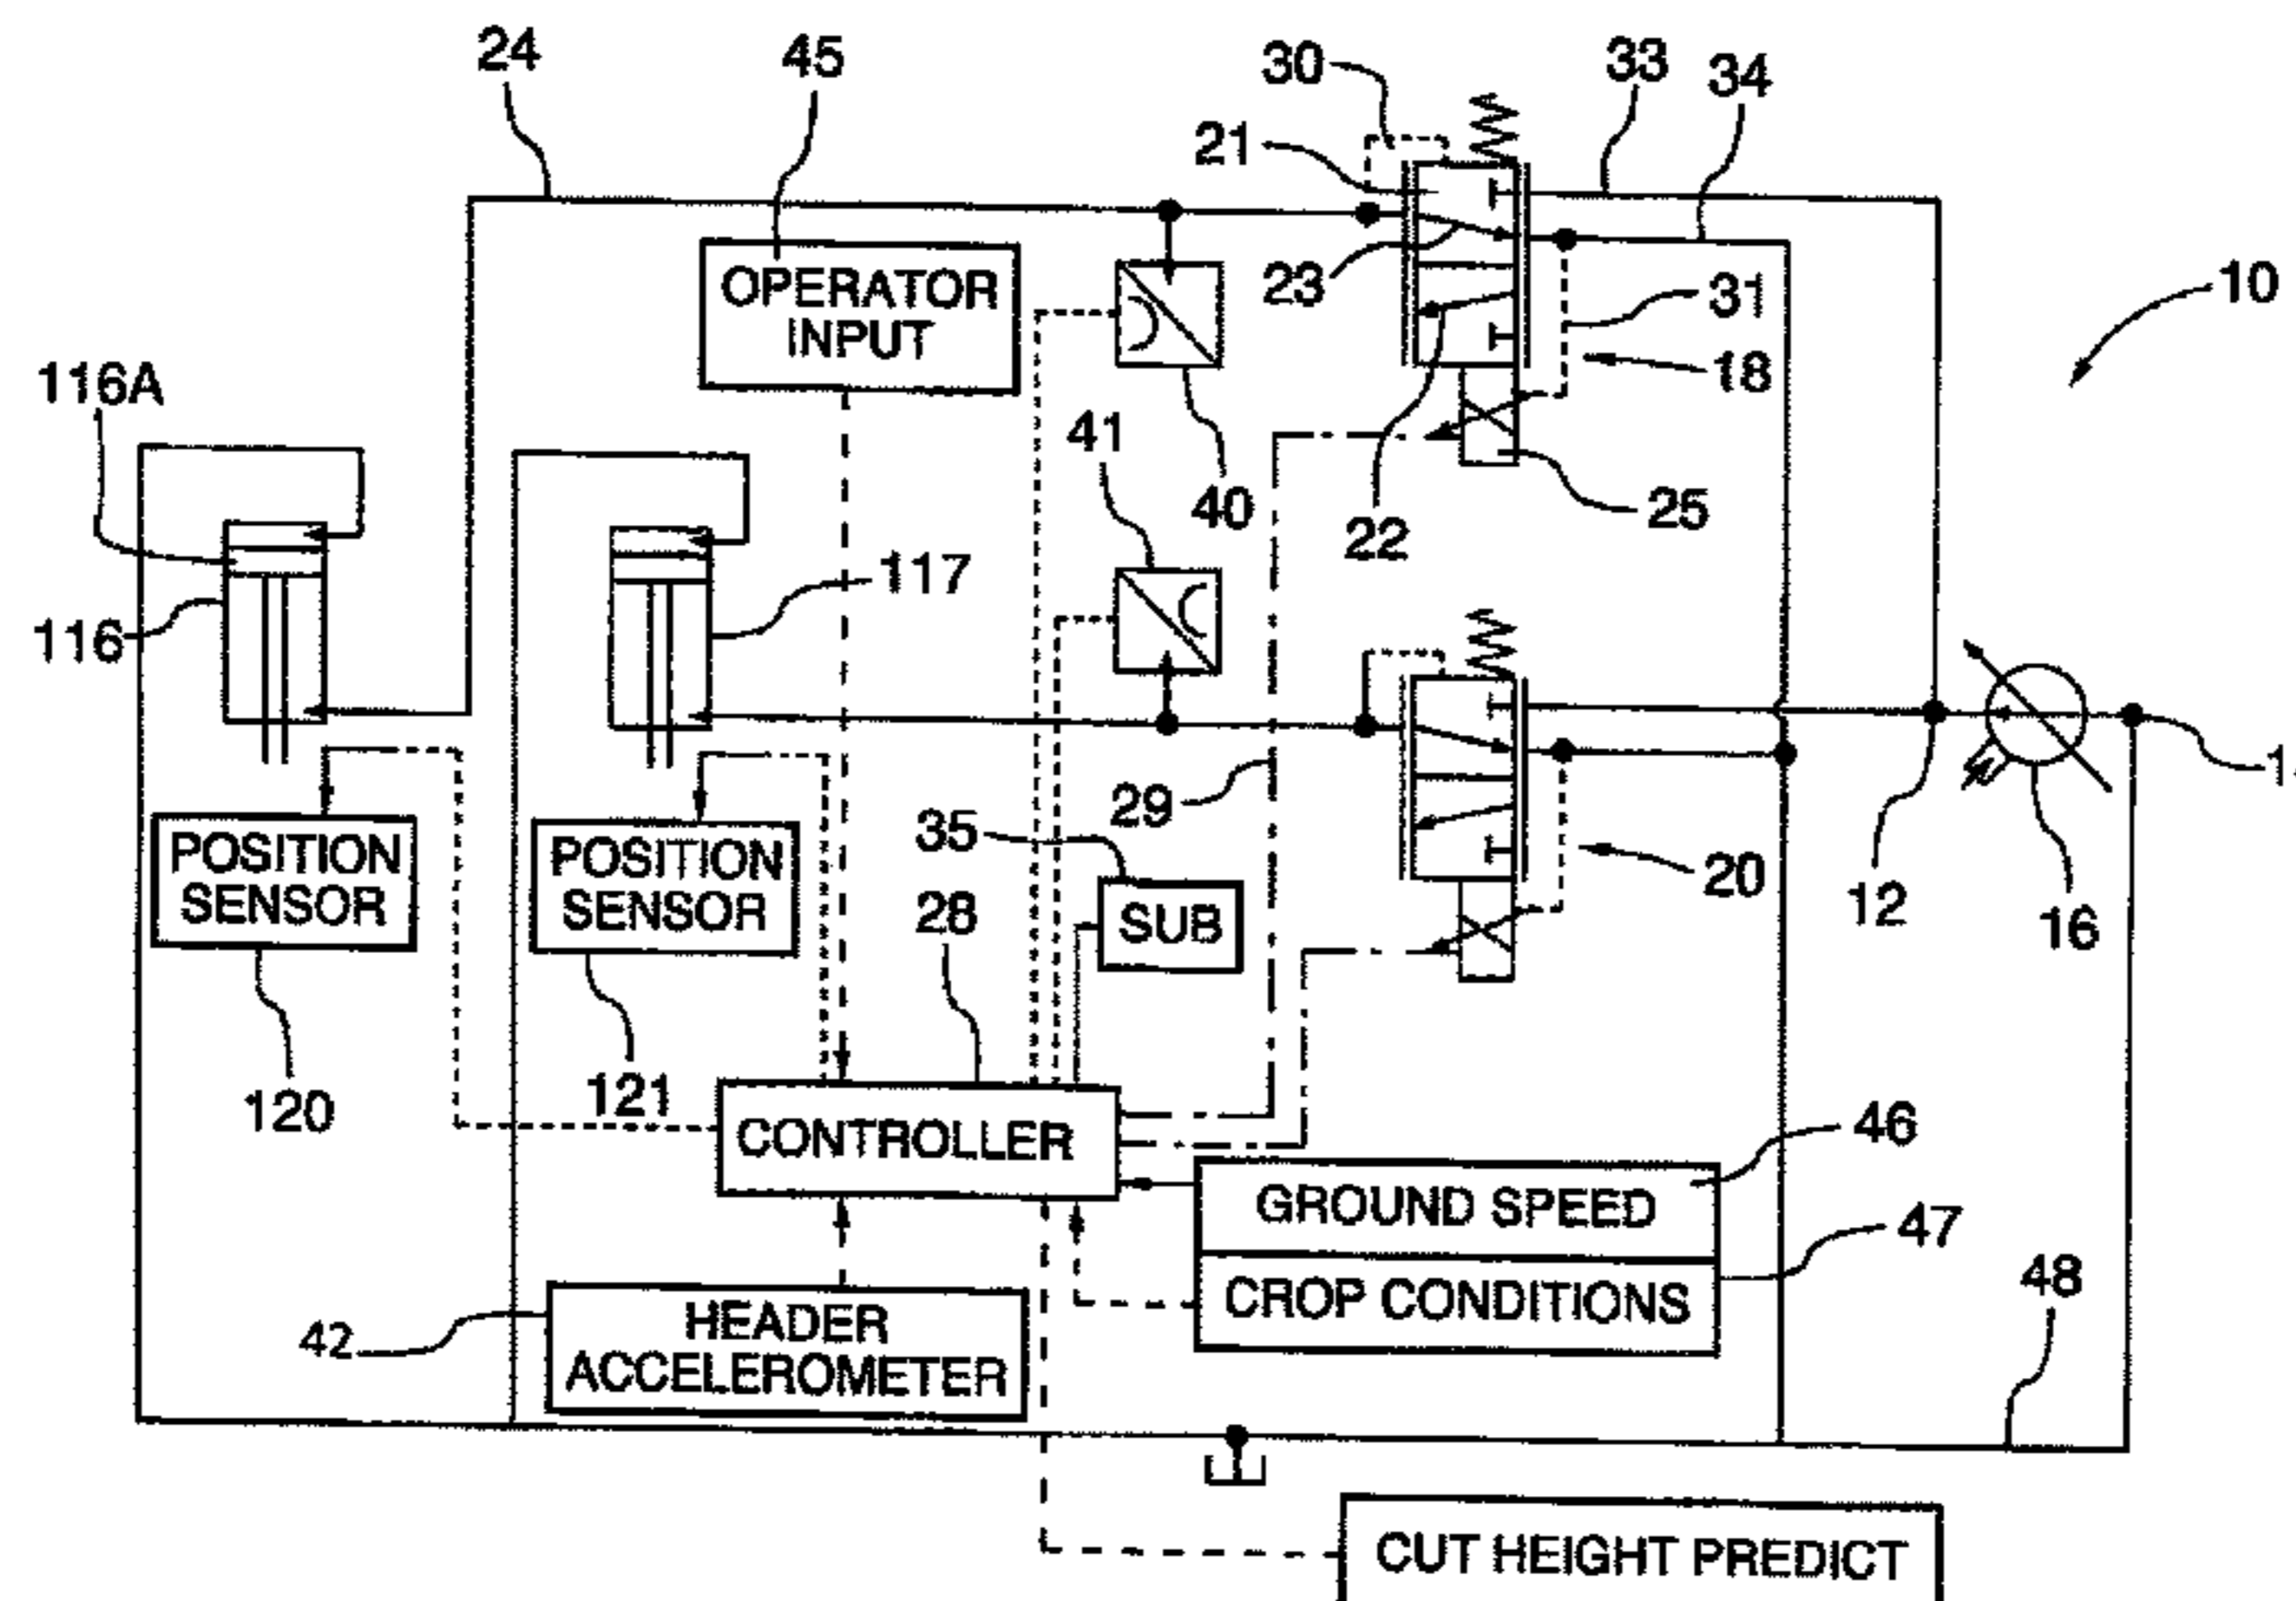 24
45
30
33
34
21
OPERATOR
INPUT
23
31
10
18
116A
41
40
22
25
117
116
29
35
POSITION
SENSOR
POSITION
SENSOR
28
SUB
20
12
16
120
121
CONTROLLER
46
GROUND SPEED
47
CROP CONDITIONS
48
42
HEADER
ACCELEROMETER
CUT HEIGHT PREDICT